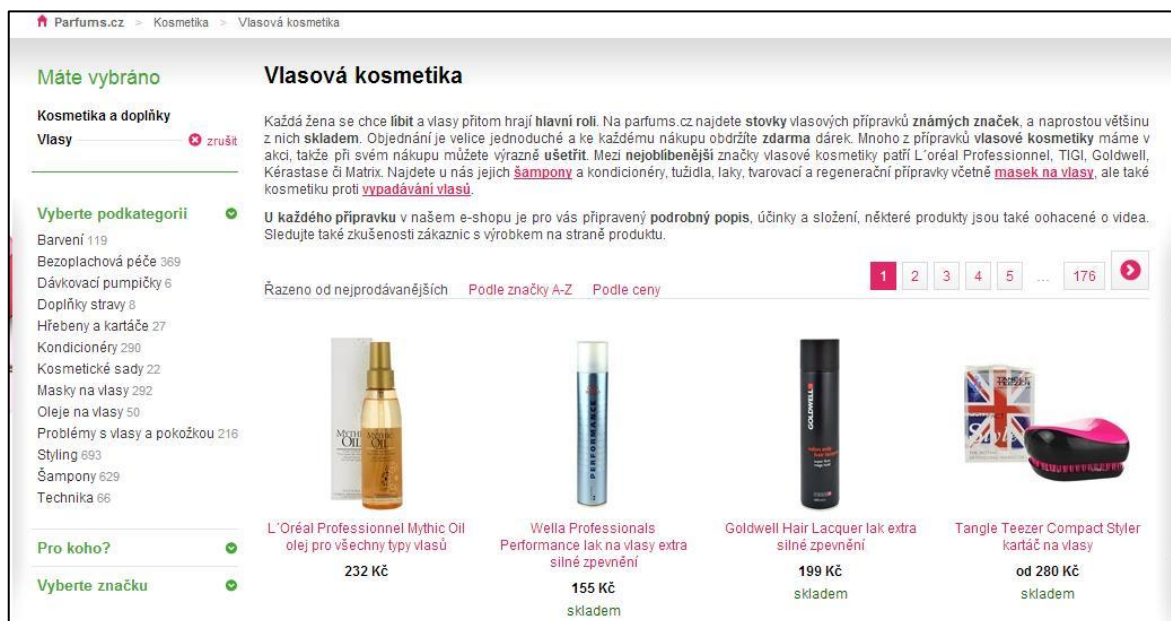 Parfums.cz > Kosmetika > Vlasová kosmetika
Máte vybráno
Kosmetika a doplňky
Vlasy zrušit
Vyberte podkategorii
Barvení 119
Bezoplachová péče 369
Dávkovací pumpičky 6
Doplňky stravy 8
Hřebeny a kartáče 27
Kondicionéry 290
Kosmetické sady 22
Masky na vlasy 292
Oleje na vlasy 50
Problémy s vlasy a pokožkou 216
Styling 693
Šampony 629
Technika 66
Pro koho?
Vyberte značku
Vlasová kosmetika
Každá žena se chce líbit a vlasy přitom hrají hlavní roli. Na parfums.cz najdete stovky vlasových přípravků známých značek, a naprostou většinu
z nich skladem. Objednání je velice jednoduché a ke každému nákupu obdržíte zdarma dárek. Mnoho z přípravků vlasové kosmetiky máme v
akci, takže při svém nákupu můžete výrazně ušetřit. Mezi nejoblíbenější značky vlasové kosmetiky patří L´oréal Professionnel, TIGI, Goldwell,
Kérastase či Matrix. Najdete u nás jejich šampony a kondicionéry, tužidla, laky, tvarovací a regenerační přípravky včetně masek na vlasy, ale také
kosmetiku proti vypadávání vlasů.
U každého přípravku v našem e-shopu je pro vás připravený podrobný popis, účinky a složení, některé produkty jsou také oohacené o videa.
Sledujte také zkušenosti zákaznic s výrobkem na straně produktu.
1 2 3 4 5 ... 176
Řazeno od nejprodávanějších Podle značky A-Z Podle ceny
MYTHIC OIL
PERFORMANCE
GOLDWELL
TANGLE TEEZER
L´Oréal Professionnel Mythic Oil
olej pro všechny typy vlasů
232 Kč
Wella Professionals
Performance lak na vlasy extra
silné zpevnění
155 Kč
skladem
Goldwell Hair Lacquer lak extra
silné zpevnění
199 Kč
skladem
Tangle Teezer Compact Styler
kartáč na vlasy
od 280 Kč
skladem